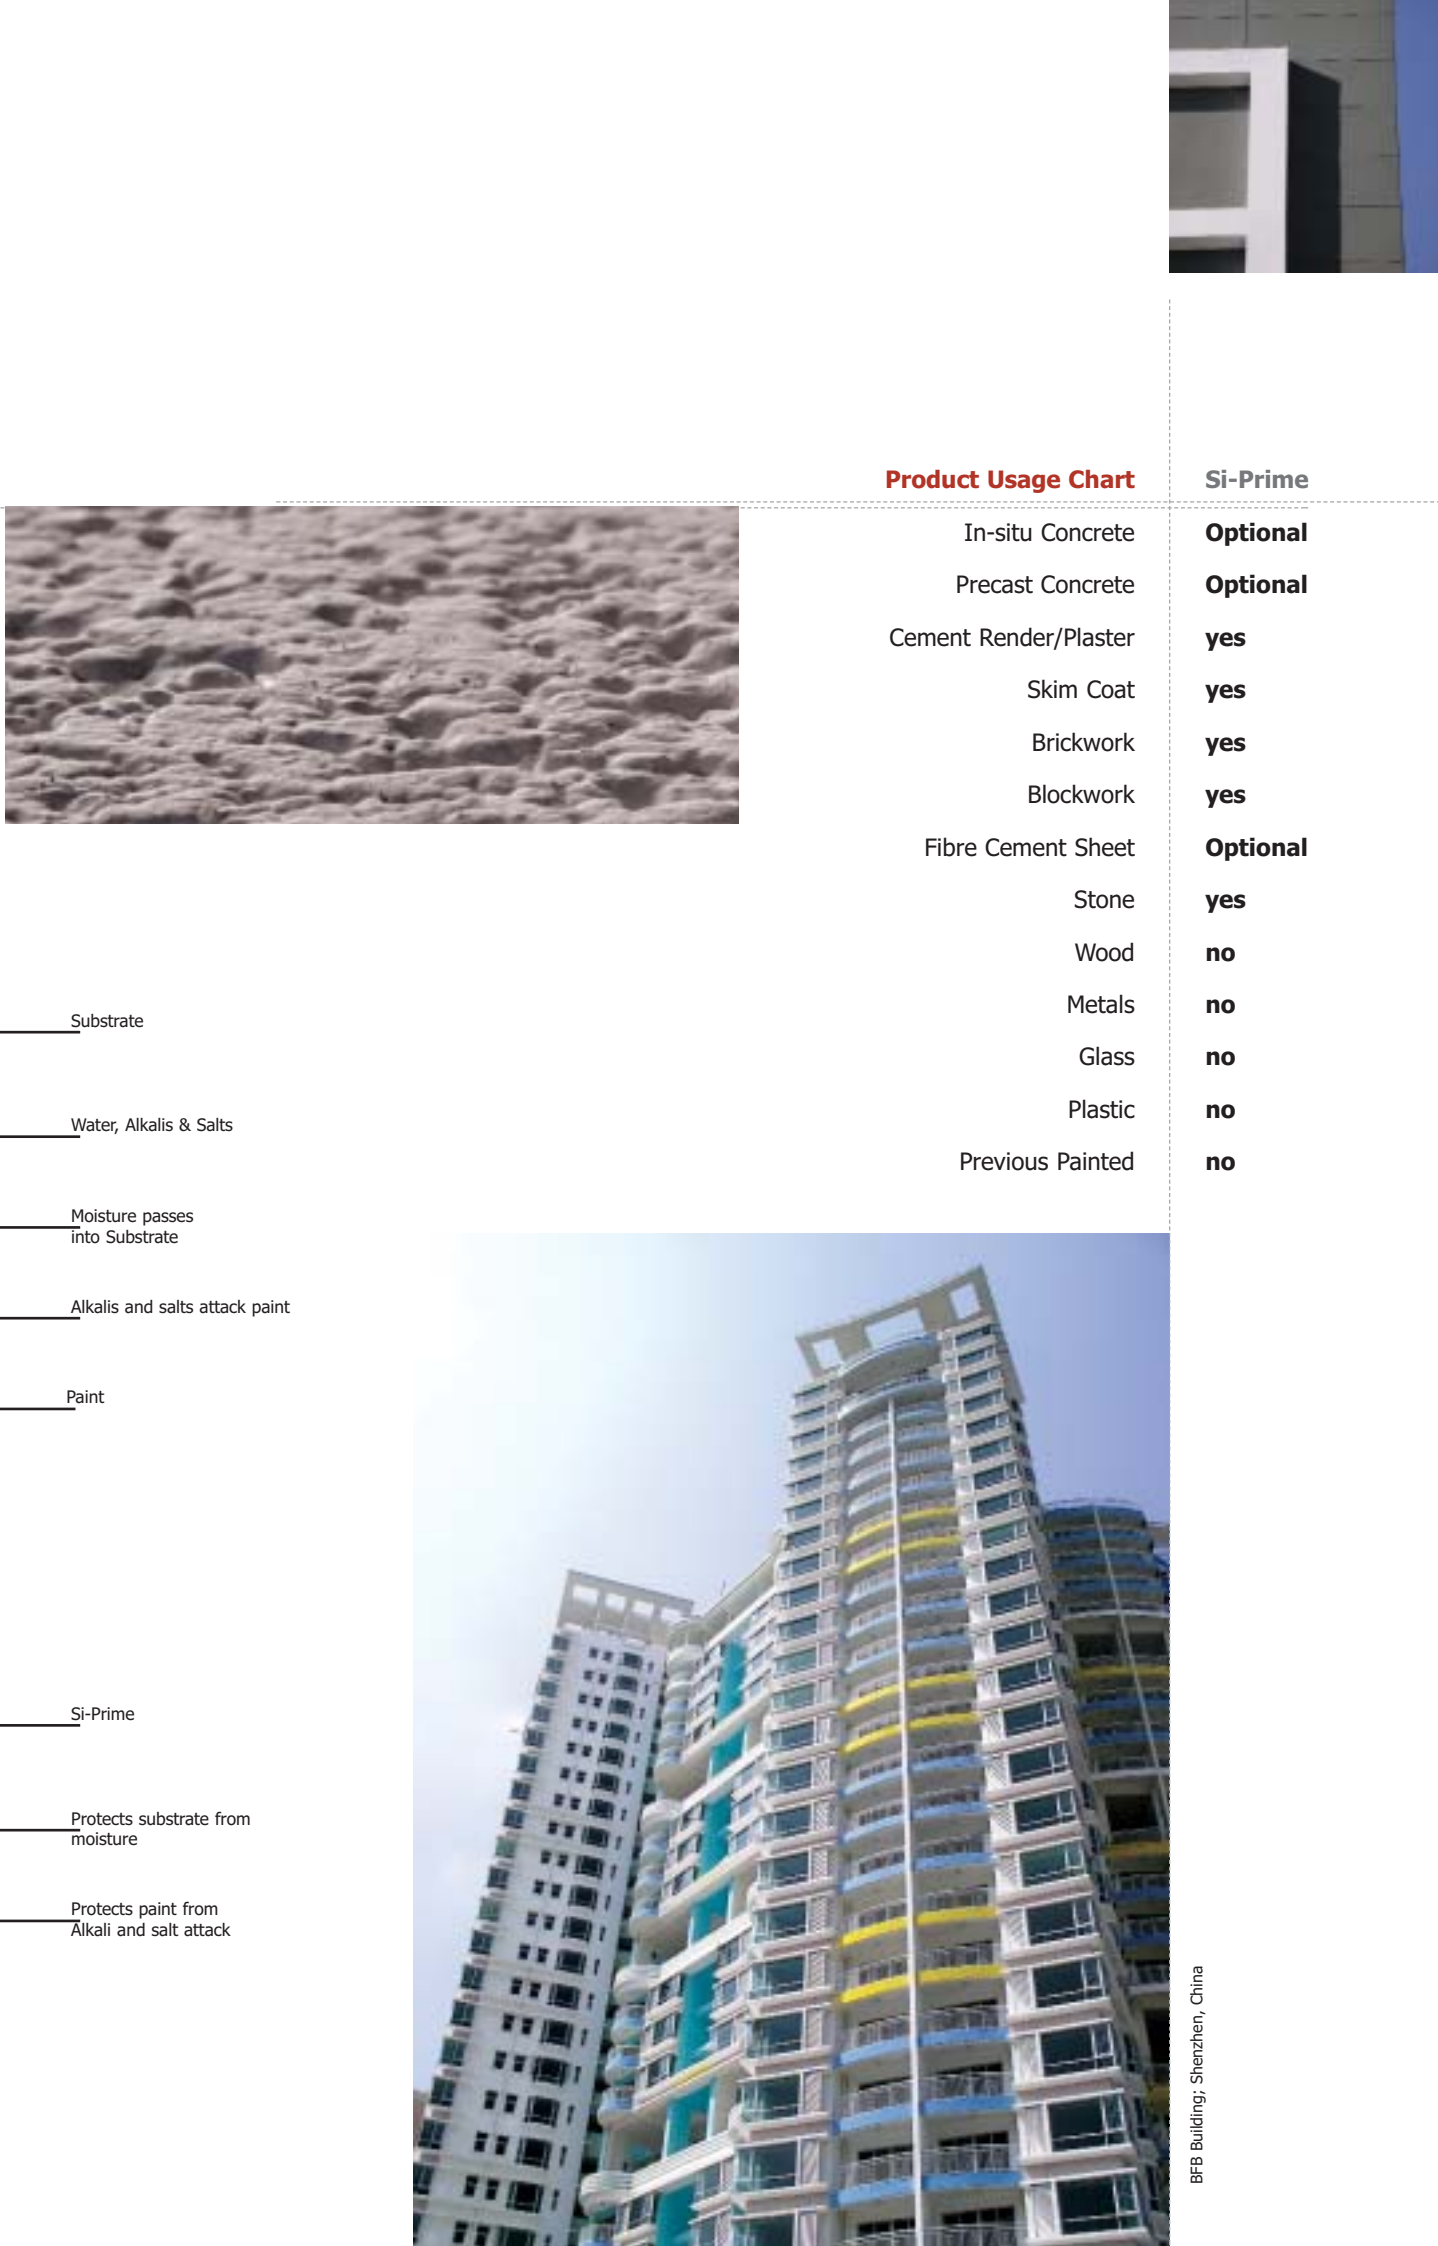 Product Usage Chart Si-Prime
In-situ Concrete Optional
Precast Concrete Optional
Cement Render/Plaster yes
Skim Coat yes
Brickwork yes
Blockwork yes
Fibre Cement Sheet Optional
Stone yes
Wood no
Metals no
Glass no
Plastic no
Previous Painted no
Substrate
Water, Alkalis & Salts
Moisture passes
into Substrate
Alkalis and salts attack paint
Paint
Si-Prime
Protects substrate from
moisture
Protects paint from
Alkali and salt attack
BFB Building; Shenzhen, China